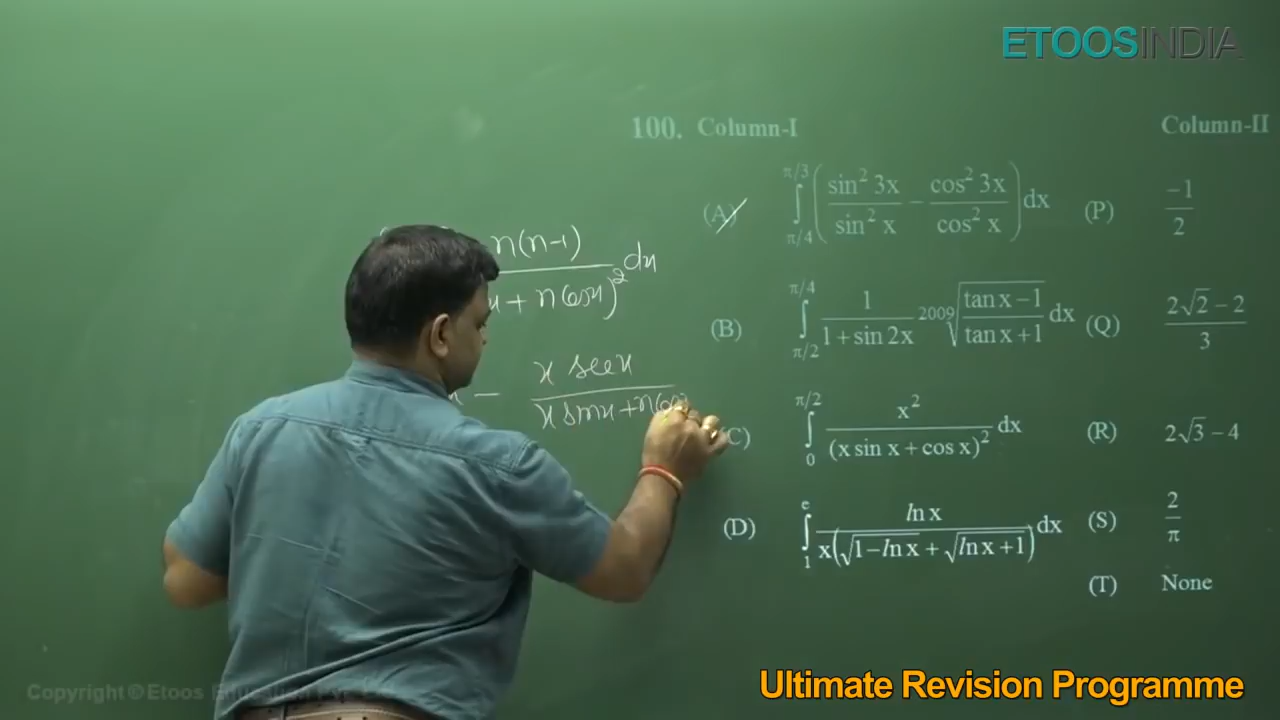 ETOOSINDIA
100. Column-I Column-II
(A) ∫_{π/4}^{π/3} (sin² 3x / sin² x − cos² 3x / cos² x) dx (P) −1/2
(B) ∫_{π/2}^{π/4} 1/(1+sin 2x) ²⁰⁰⁹√((tan x −1)/(tan x +1)) dx (Q) (2√2−2)/3
(C) ∫_{0}^{π/2} x²/(x sin x + cos x)² dx (R) 2√3−4
(D) ∫_{1}^{e} ln x / (x(√(1−ln x) + √(ln x +1))) dx (S) 2/π
(T) None
n(n-1)
+ n cos x)² dx
− x sec x
x sin x + n cos
Copyright © Etoos Education Pvt
Ultimate Revision Programme